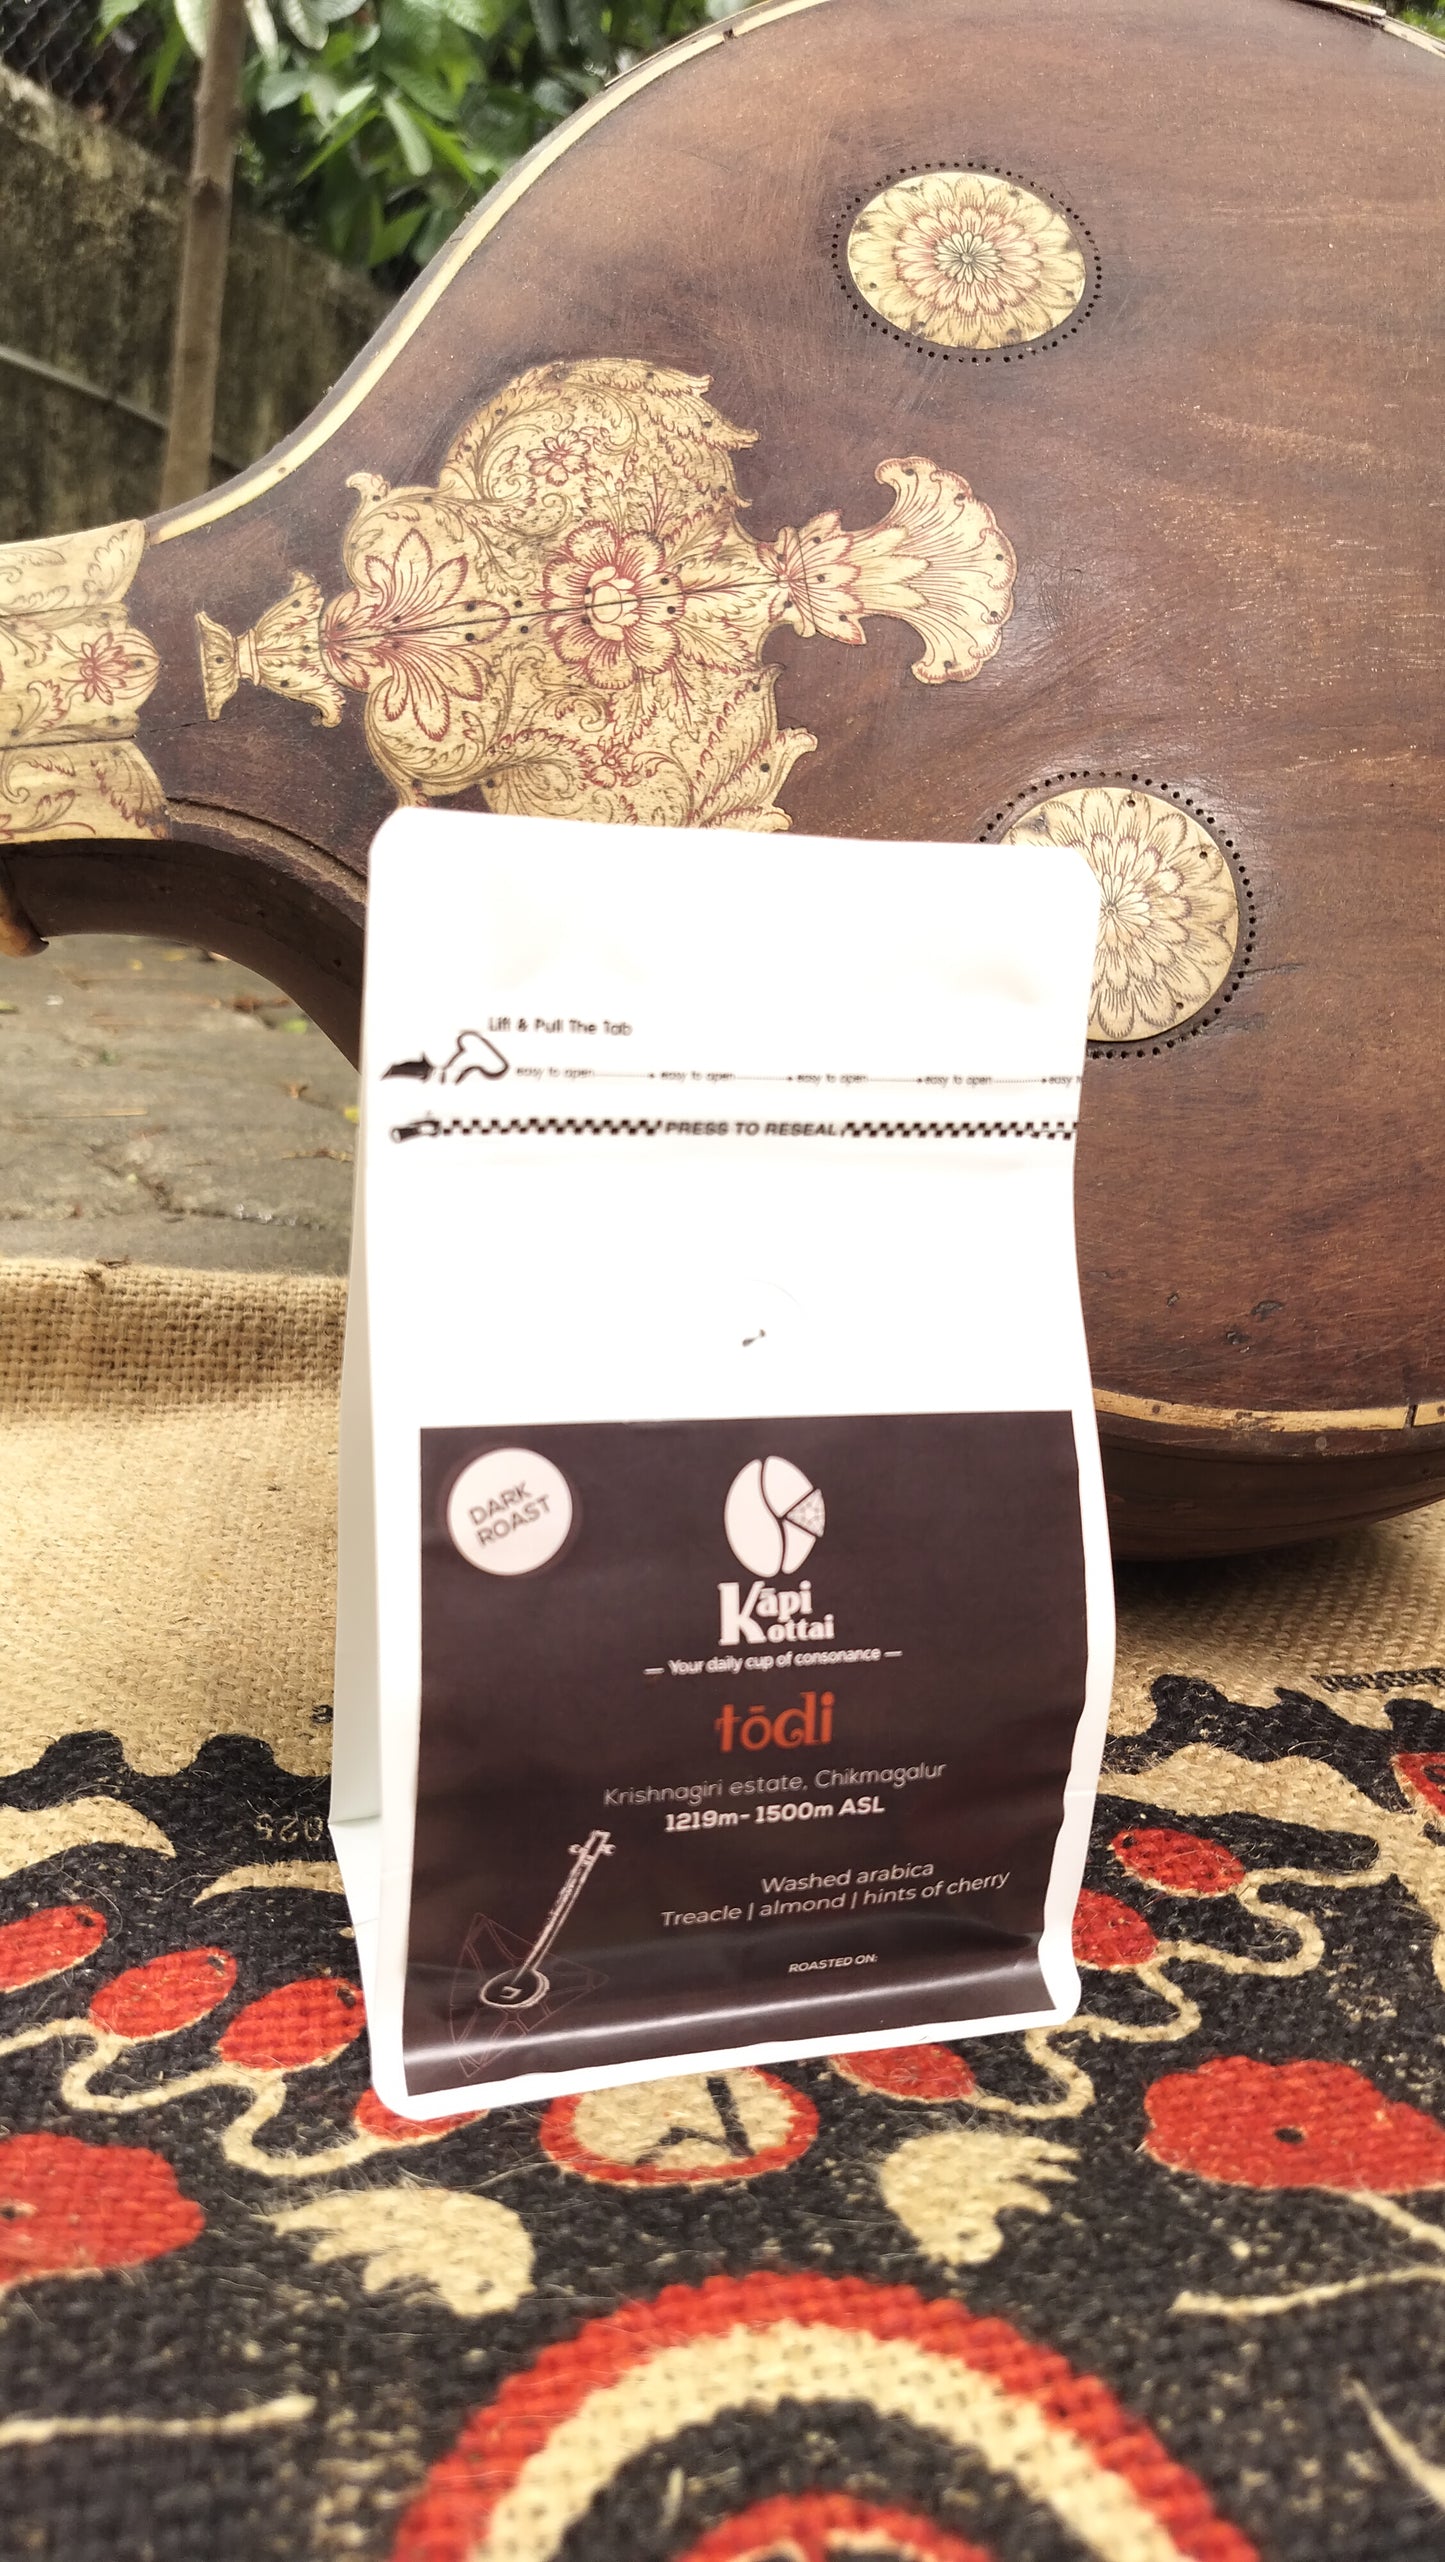 Lift & Pull The Tab
easy to open easy to open easy to open easy to open easy
PRESS TO RESEAL
DARK
ROAST
Kāpi
Kottai
— Your daily cup of consonance —
tōdi
Krishnagiri estate, Chikmagalur
1219m- 1500m ASL
Washed arabica
Treacle | almond | hints of cherry
ROASTED ON: